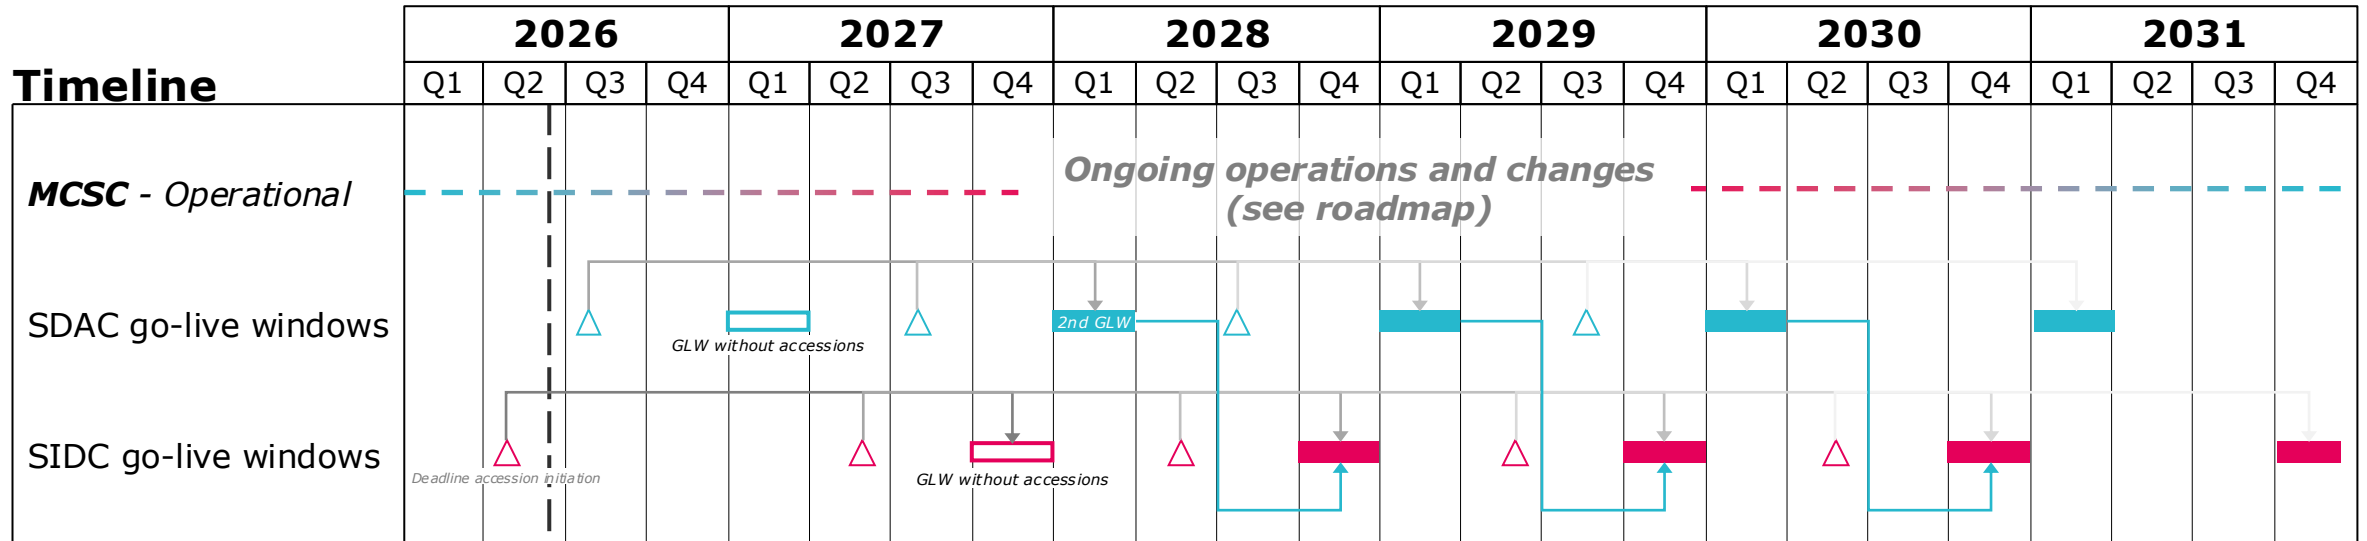 2026 2027 2028 2029 2030 2031
Timeline
Q1 Q2 Q3 Q4 Q1 Q2 Q3 Q4 Q1 Q2 Q3 Q4 Q1 Q2 Q3 Q4 Q1 Q2 Q3 Q4 Q1 Q2 Q3 Q4
MCSC - Operational
Ongoing operations and changes
(see roadmap)
SDAC go-live windows
2nd GLW
GLW without accessions
SIDC go-live windows
Deadline accession initiation
GLW without accessions